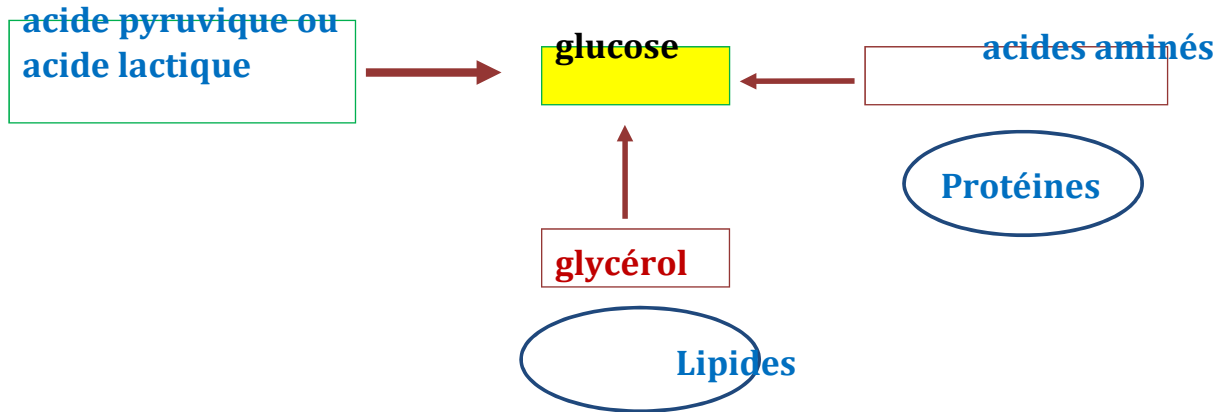 acide pyruvique ou
acide lactique
glucose
acides aminés
Protéines
glycérol
Lipides